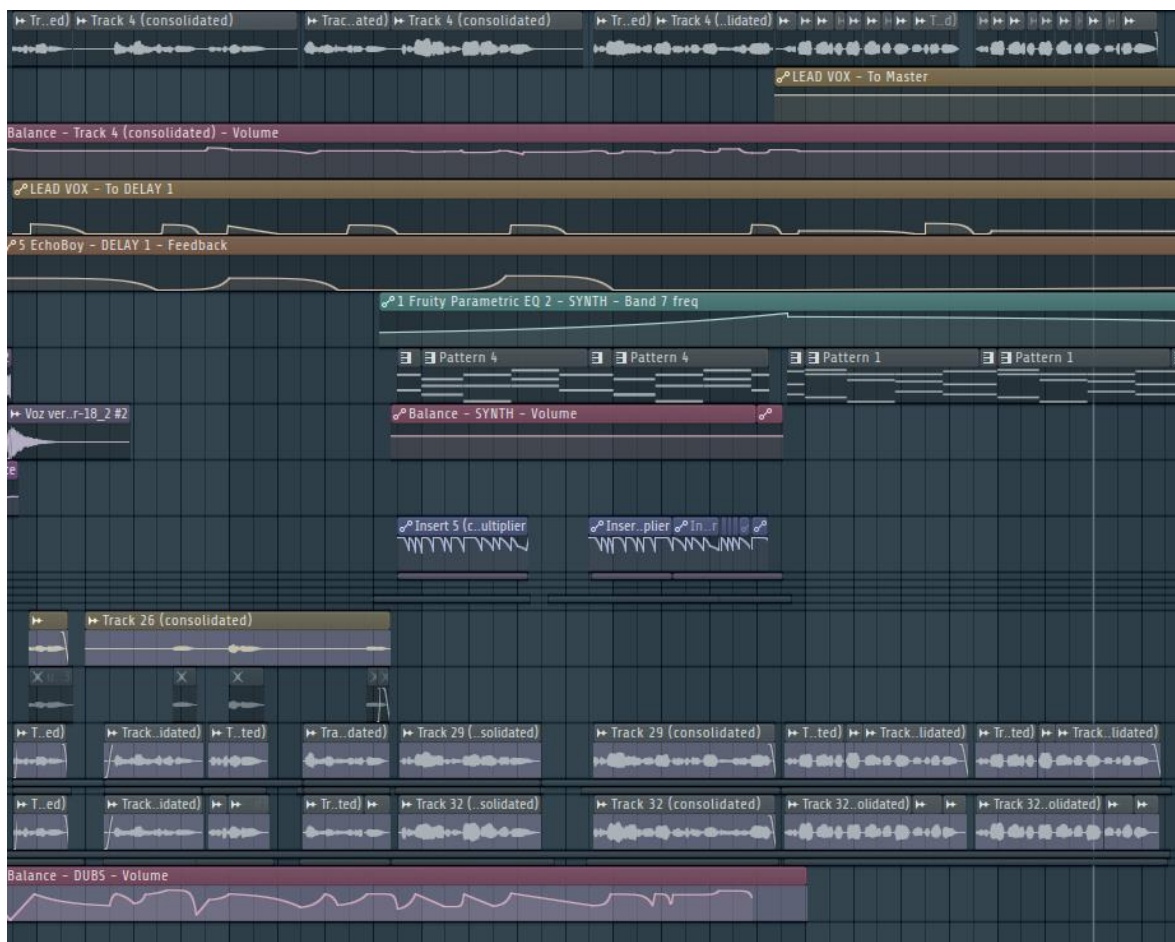 Tr..ed) Track 4 (consolidated) Trac..ated) Track 4 (consolidated) Tr..ed) Track 4 (..lidated) T..d)
LEAD VOX - To Master
Balance - Track 4 (consolidated) - Volume
LEAD VOX - To DELAY 1
5 EchoBoy - DELAY 1 - Feedback
1 Fruity Parametric EQ 2 - SYNTH - Band 7 freq
Pattern 4 Pattern 4 Pattern 1 Pattern 1
Voz ver..r-18_2 #2 Balance - SYNTH - Volume
Insert 5 (c..ultiplier Inser..plier In..r
Track 26 (consolidated)
T..ed) Track..idated) T..ted) Tra..dated) Track 29 (..solidated) Track 29 (consolidated) T..ted) Track..lidated) Tr..ted) Track..lidated)
T..ed) Track..idated) Tr..ted) Track 32 (..solidated) Track 32 (consolidated) Track 32..olidated) Track 32..olidated)
Balance - DUBS - Volume